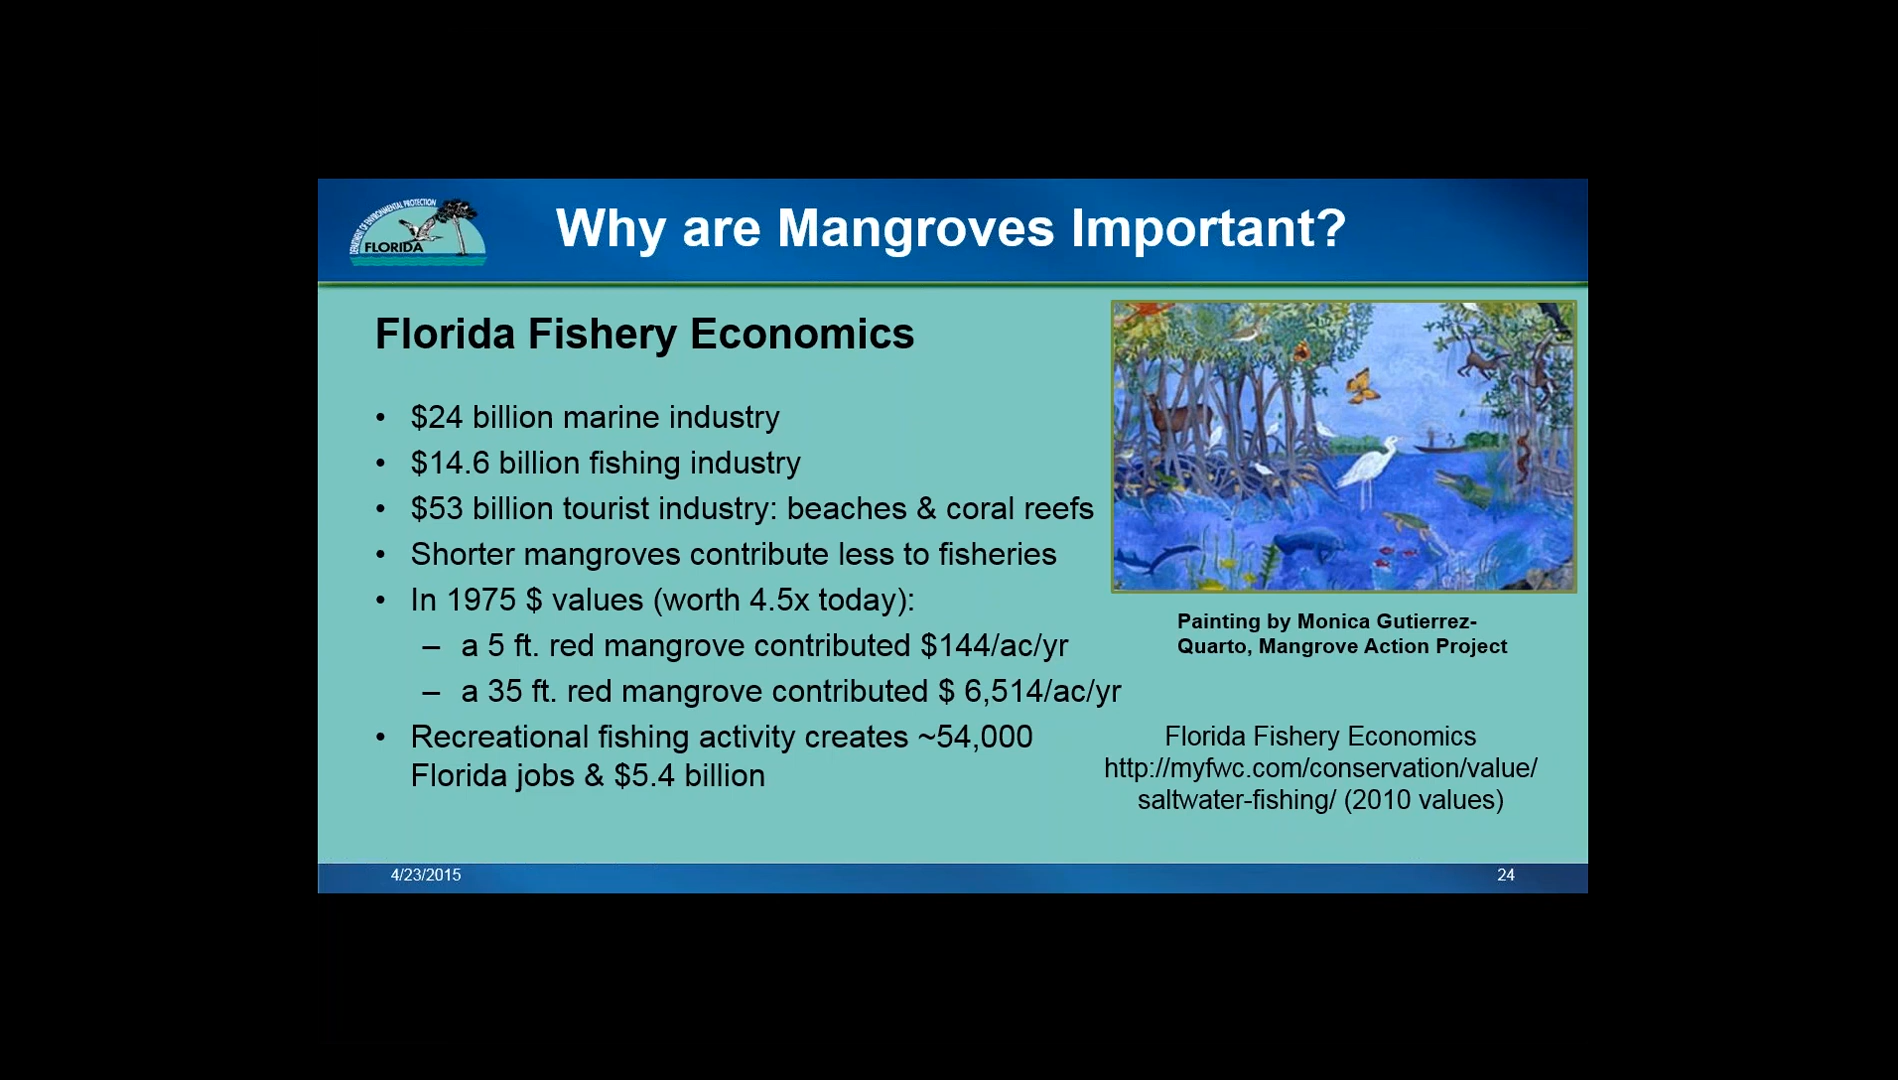 DEPARTMENT OF ENVIRONMENTAL PROTECTION
FLORIDA
Why are Mangroves Important?
Florida Fishery Economics
• $24 billion marine industry
• $14.6 billion fishing industry
• $53 billion tourist industry: beaches & coral reefs
• Shorter mangroves contribute less to fisheries
• In 1975 $ values (worth 4.5x today):
– a 5 ft. red mangrove contributed $144/ac/yr
– a 35 ft. red mangrove contributed $ 6,514/ac/yr
• Recreational fishing activity creates ~54,000
Florida jobs & $5.4 billion
Painting by Monica Gutierrez-
Quarto, Mangrove Action Project
Florida Fishery Economics
http://myfwc.com/conservation/value/
saltwater-fishing/ (2010 values)
4/23/2015
24